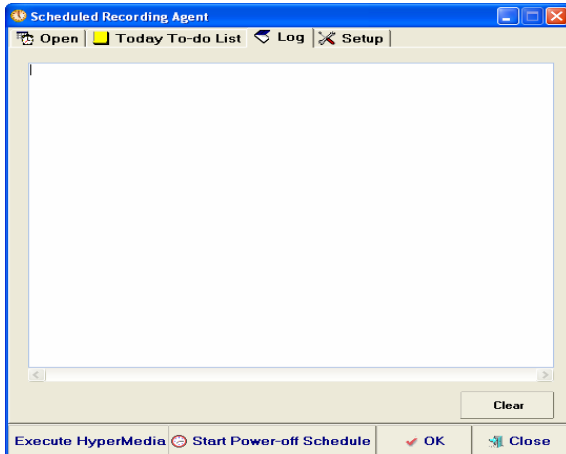 Scheduled Recording Agent
Open Today To-do List Log Setup
Clear
Execute HyperMedia Start Power-off Schedule OK Close